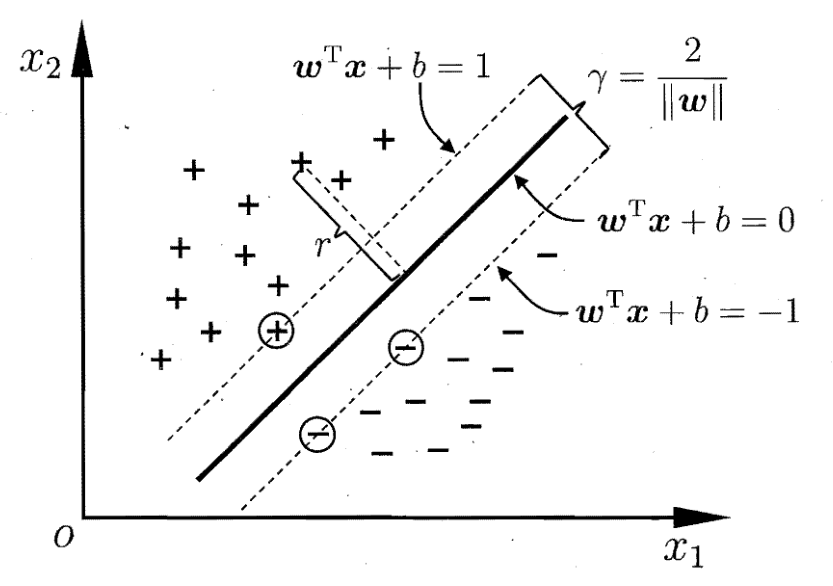 x₂
wᵀx + b = 1
γ = 2/‖w‖
r
wᵀx + b = 0
wᵀx + b = −1
O
x₁